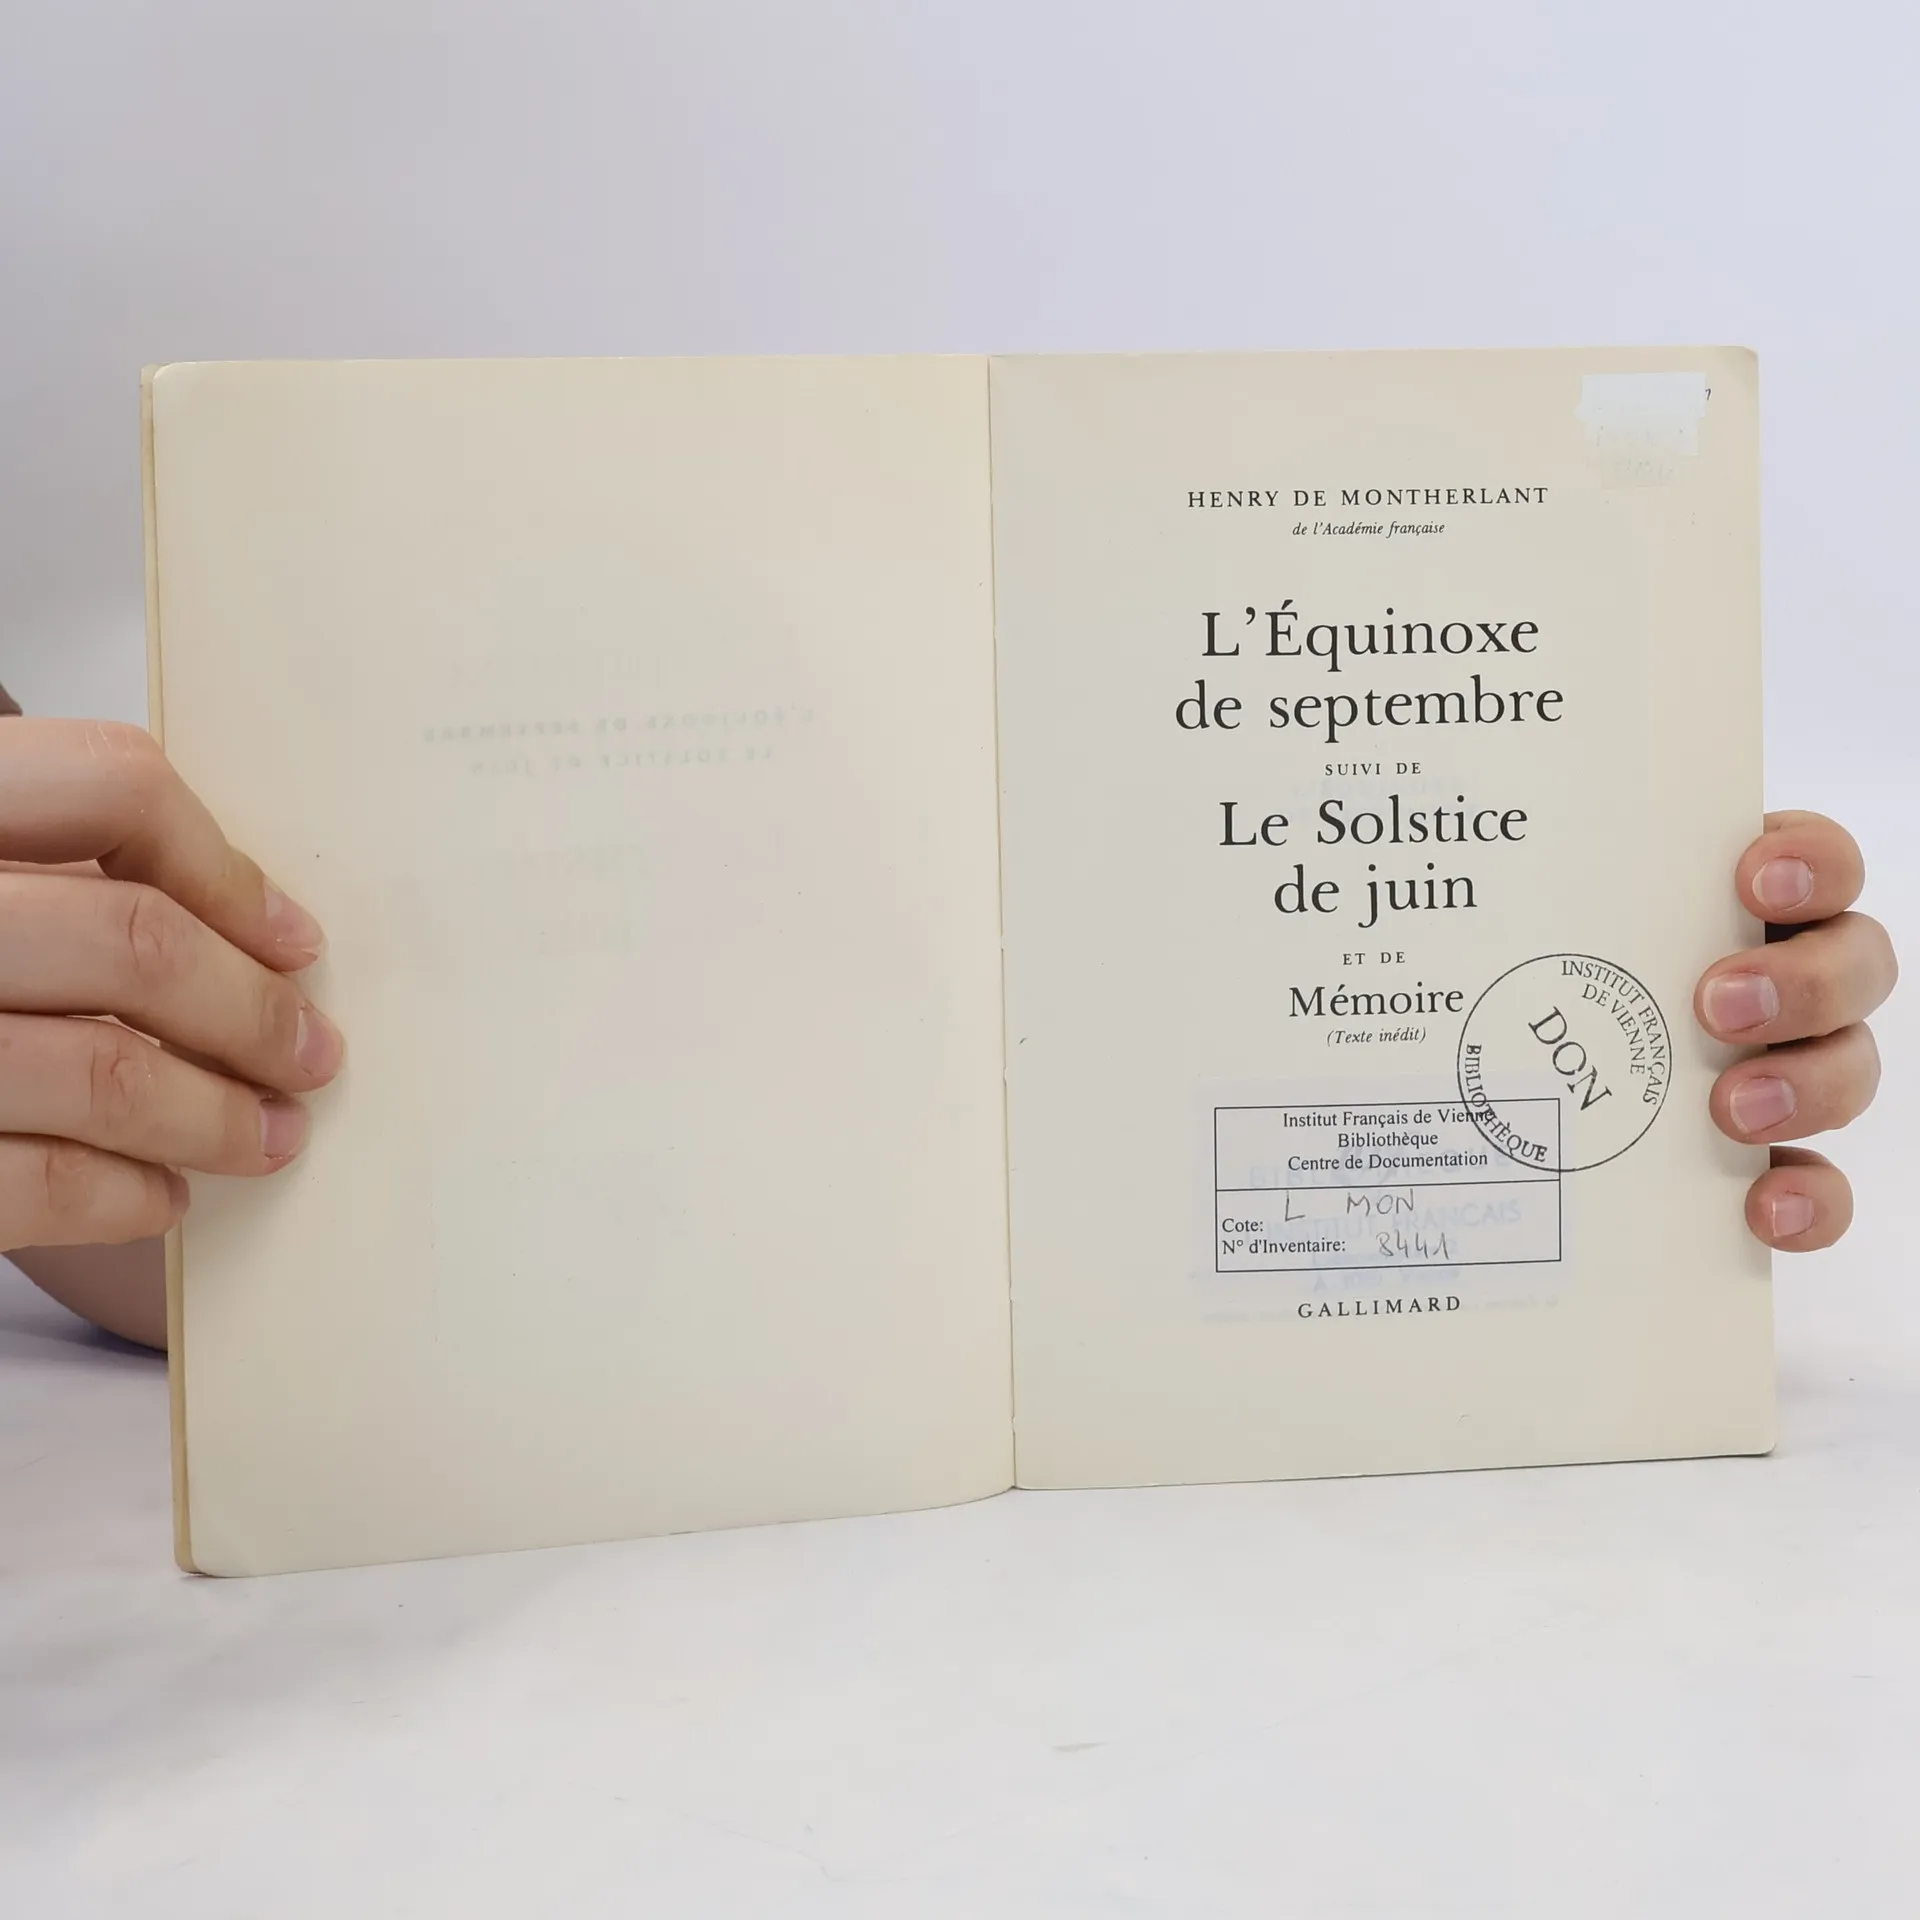 HENRY DE MONTHERLANT
de l'Académie française
L'Équinoxe
de septembre
SUIVI DE
Le Solstice
de juin
ET DE
Mémoire
(Texte inédit)
INSTITUT FRANÇAIS
DE VIENNE
DON
BIBLIOTHÈQUE
Institut Français de Vienne
Bibliothèque
Centre de Documentation
Cote: L MON
N° d'Inventaire: 8441
GALLIMARD